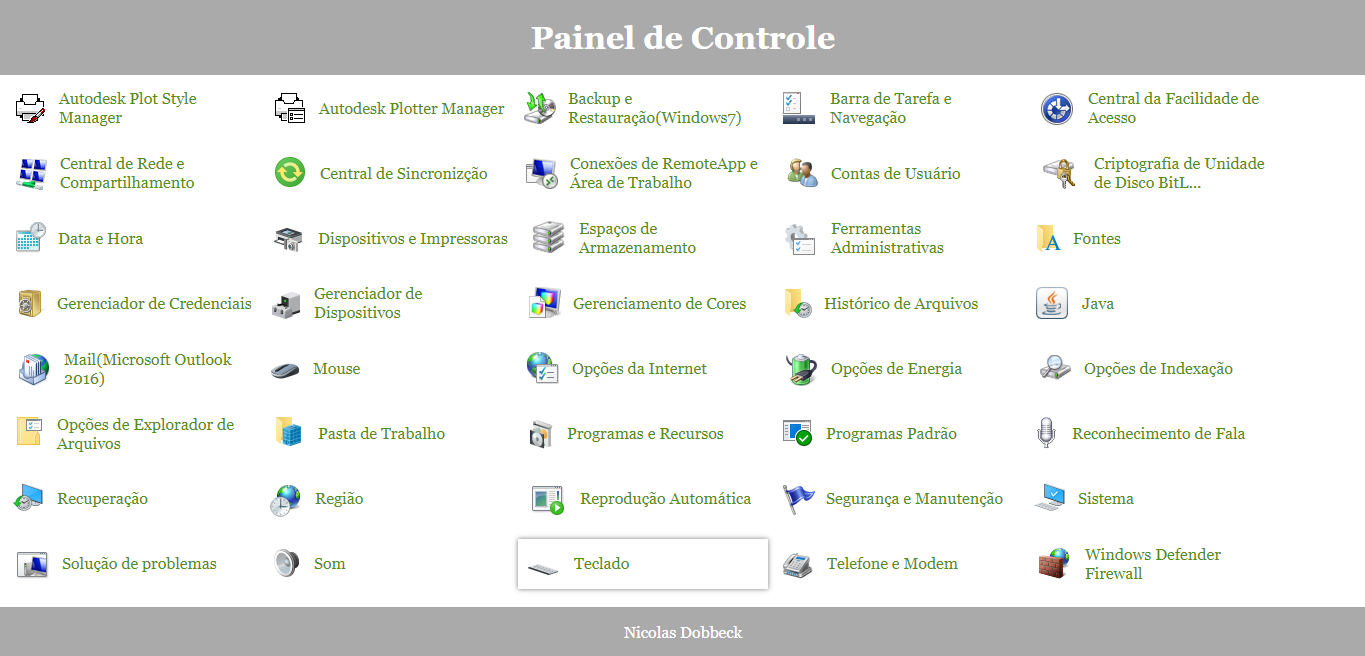 Painel de Controle
Autodesk Plot Style
Manager
Autodesk Plotter Manager
Backup e
Restauração(Windows7)
Barra de Tarefa e
Navegação
Central da Facilidade de
Acesso
Central de Rede e
Compartilhamento
Central de Sincronizção
Conexões de RemoteApp e
Área de Trabalho
Contas de Usuário
Criptografia de Unidade
de Disco BitL...
Data e Hora
Dispositivos e Impressoras
Espaços de
Armazenamento
Ferramentas
Administrativas
Fontes
Gerenciador de Credenciais
Gerenciador de
Dispositivos
Gerenciamento de Cores
Histórico de Arquivos
Java
Mail(Microsoft Outlook
2016)
Mouse
Opções da Internet
Opções de Energia
Opções de Indexação
Opções de Explorador de
Arquivos
Pasta de Trabalho
Programas e Recursos
Programas Padrão
Reconhecimento de Fala
Recuperação
Região
Reprodução Automática
Segurança e Manutenção
Sistema
Solução de problemas
Som
Teclado
Telefone e Modem
Windows Defender
Firewall
Nicolas Dobbeck